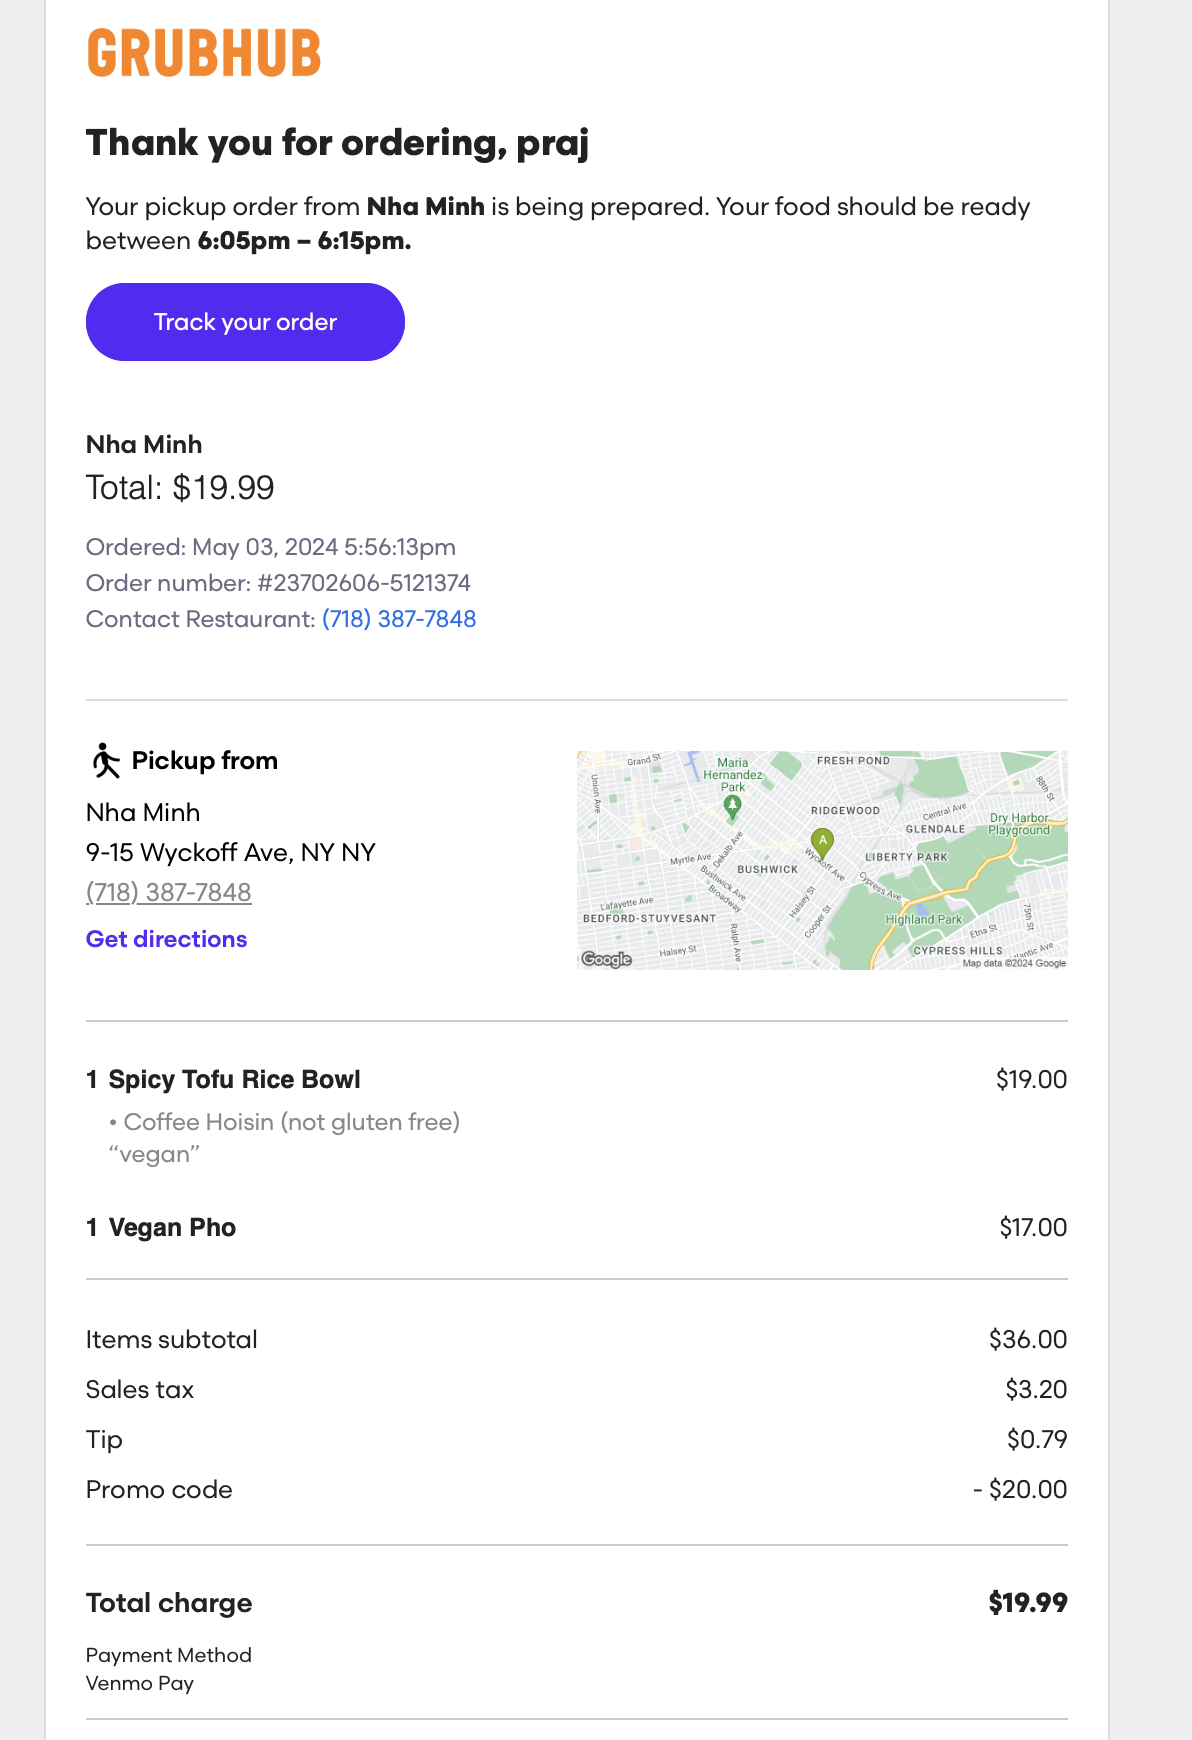 GRUBHUB
Thank you for ordering, praj
Your pickup order from Nha Minh is being prepared. Your food should be ready
between 6:05pm – 6:15pm.
Track your order
Nha Minh
Total: $19.99
Ordered: May 03, 2024 5:56:13pm
Order number: #23702606-5121374
Contact Restaurant: (718) 387-7848
Pickup from
Nha Minh
9-15 Wyckoff Ave, NY NY
(718) 387-7848
Get directions
Grand St
Union Ave
Maria
Hernandez
Park
FRESH POND
88th St
RIDGEWOOD
Central Ave
GLENDALE
Dry Harbor
Playground
A
Dekalb Ave
Myrtle Ave
Wyckoff Ave
LIBERTY PARK
BUSHWICK
Bushwick Ave
Broadway
Cypress Ave
Lafayette Ave
Halsey St
Cooper St
BEDFORD-STUYVESANT
Highland Park
75th St
Ralph Ave
Etna St
Halsey St
CYPRESS HILLS
lantic Ave
Google
Map data ©2024 Google
1 Spicy Tofu Rice Bowl $19.00
• Coffee Hoisin (not gluten free)
“vegan”
Get directions
1 Vegan Pho $17.00
Items subtotal $36.00
Sales tax $3.20
Tip $0.79
Promo code - $20.00
Total charge $19.99
Payment Method
Venmo Pay